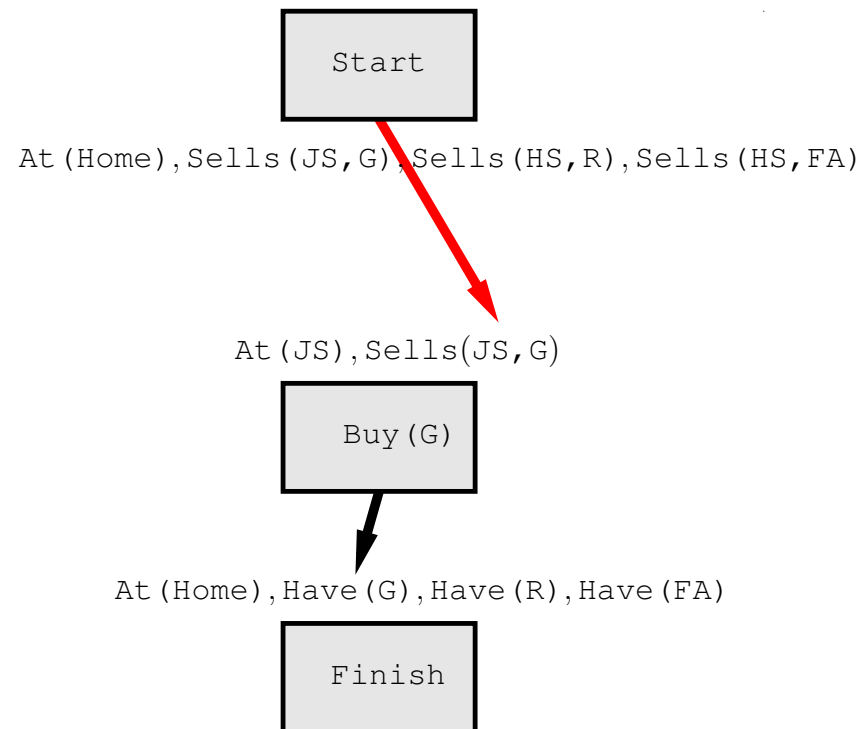 Start
At(Home),Sells(JS,G),Sells(HS,R),Sells(HS,FA)
At(JS),Sells(JS,G)
Buy(G)
At(Home),Have(G),Have(R),Have(FA)
Finish